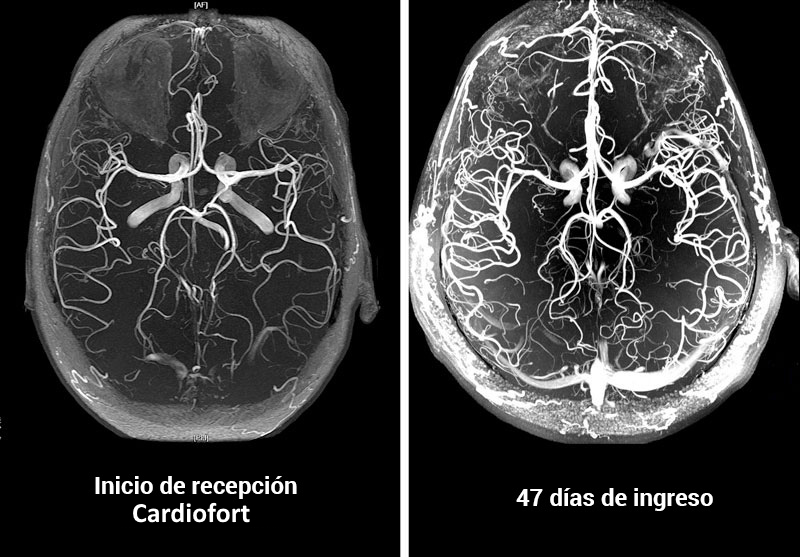 [AF]
Inicio de recepción
Cardiofort
47 días de ingreso